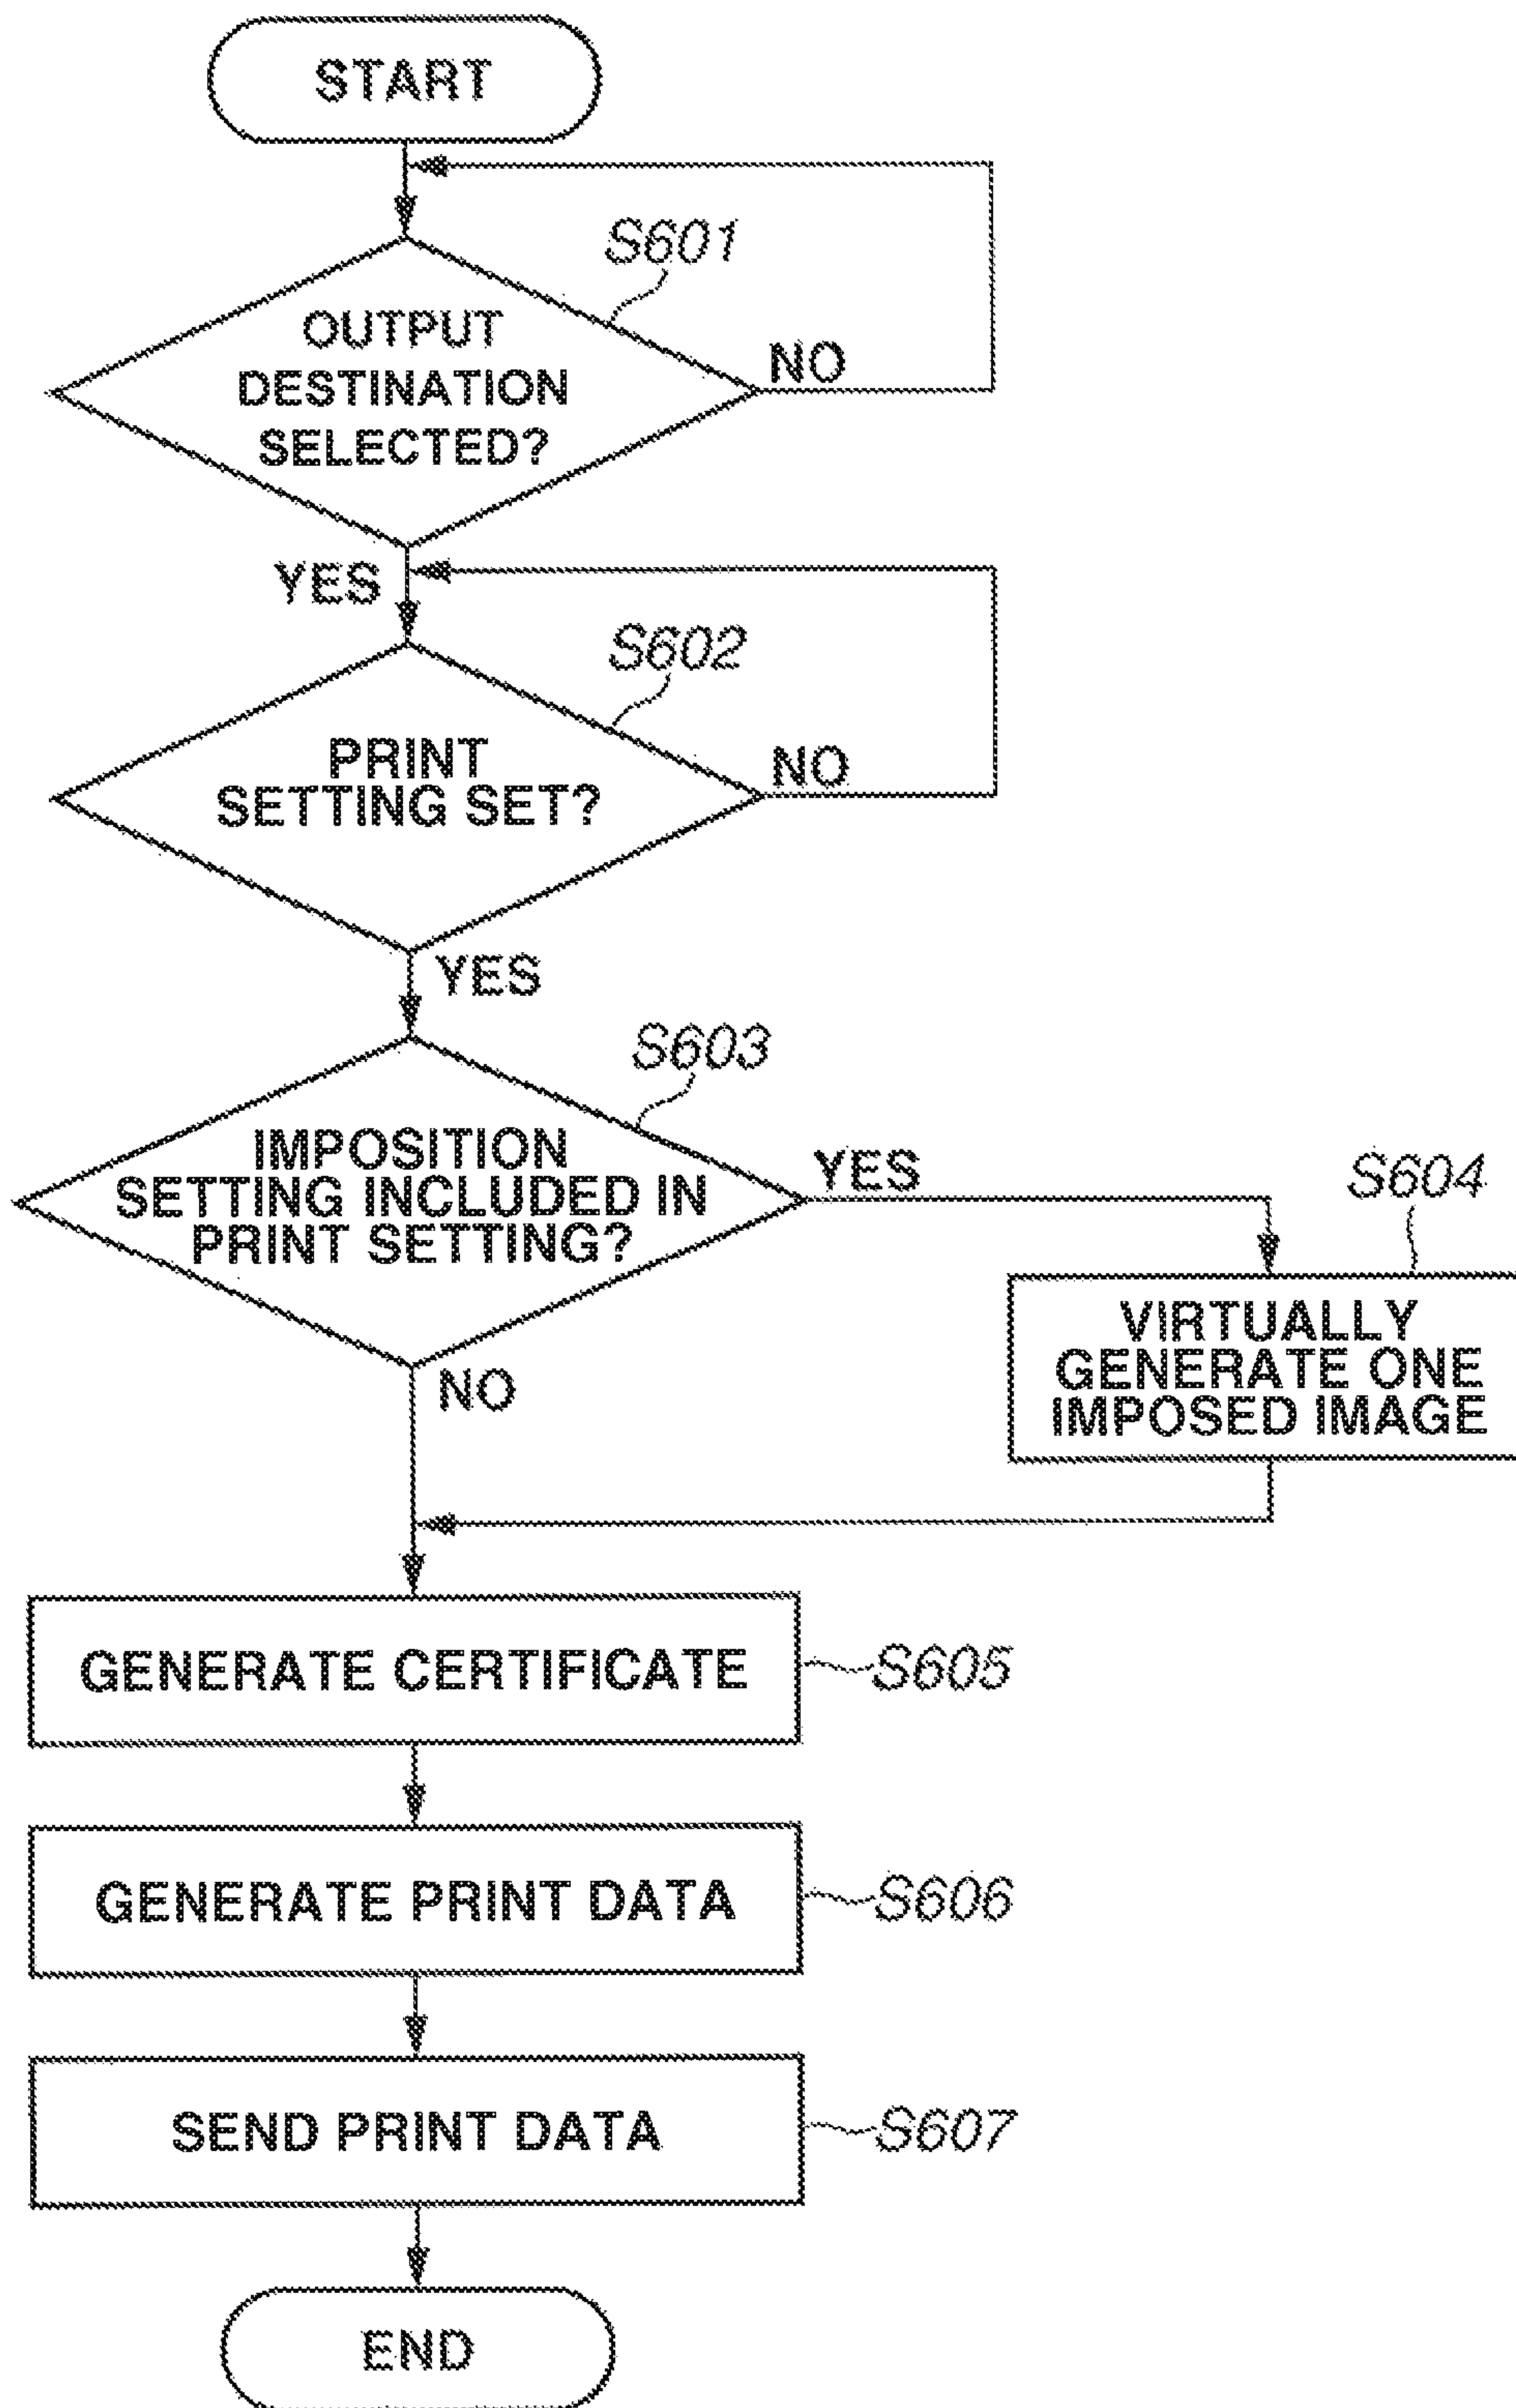 START
S601
OUTPUT
DESTINATION
SELECTED?
NO
YES
S602
PRINT
SETTING SET?
NO
YES
S603
IMPOSITION
SETTING INCLUDED IN
PRINT SETTING?
YES
S604
VIRTUALLY
GENERATE ONE
IMPOSED IMAGE
NO
GENERATE CERTIFICATE
S605
GENERATE PRINT DATA
S606
SEND PRINT DATA
S607
END